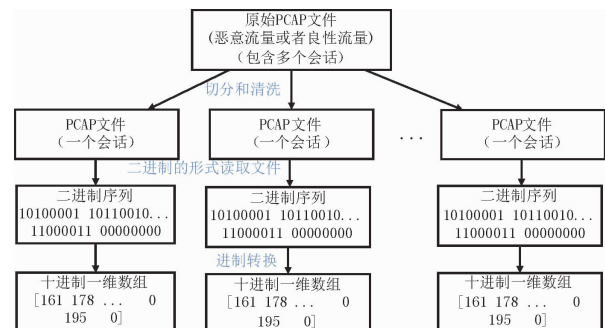 原始PCAP文件
(恶意流量或者良性流量)
(包含多个会话)
切分和清洗
PCAP文件
(一个会话)
PCAP文件
(一个会话)
...
PCAP文件
(一个会话)
二进制的形式读取文件
二进制序列
10100001 10110010...
11000011 00000000
二进制序列
10100001 10110010...
11000011 00000000
二进制序列
10100001 10110010...
11000011 00000000
进制转换
十进制一维数组
[161 178 ... 0
195 0]
十进制一维数组
[161 178 ... 0
195 0]
十进制一维数组
[161 178 ... 0
195 0]